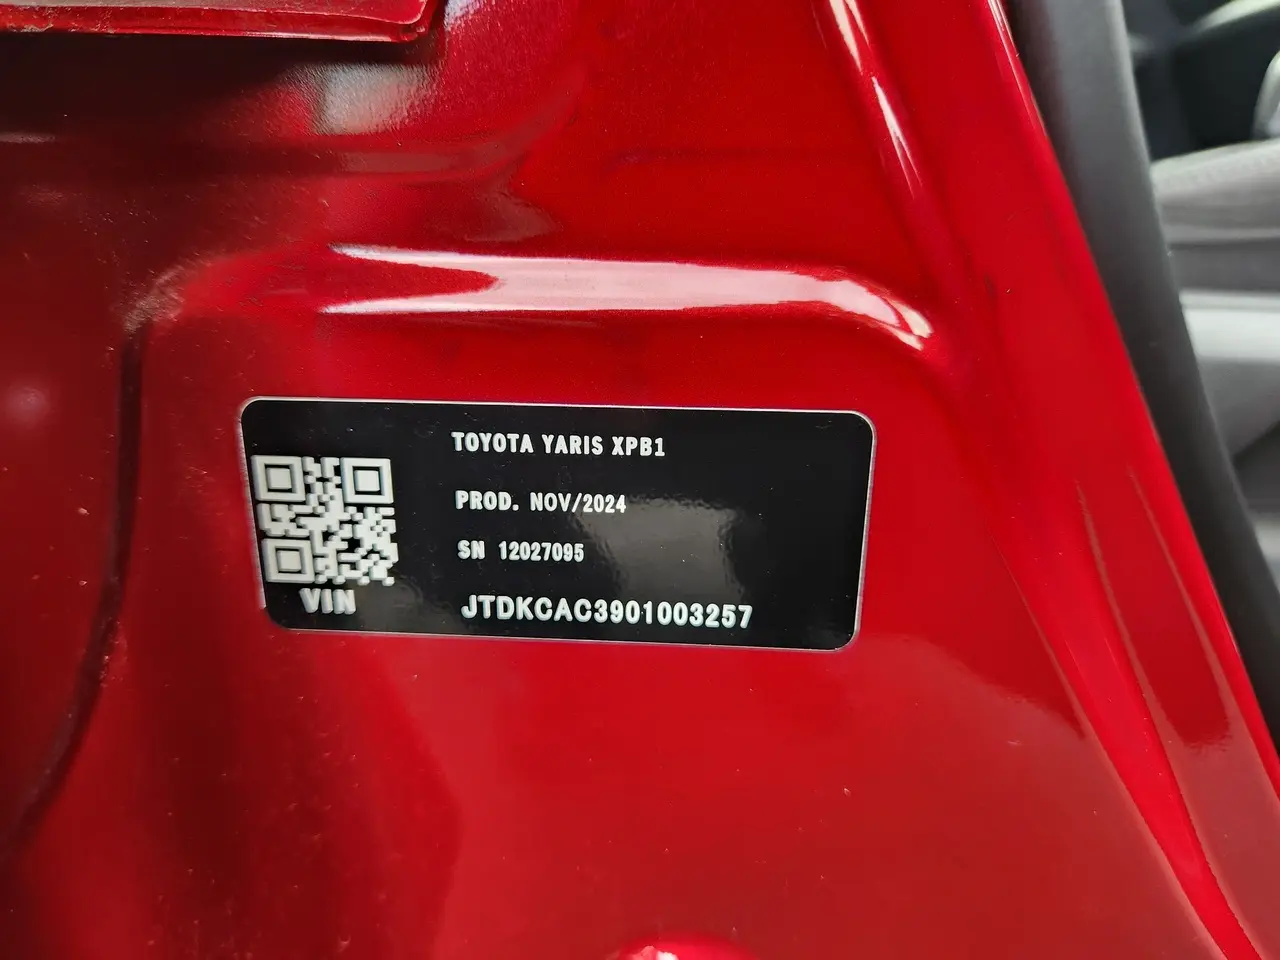 TOYOTA YARIS XPB1
PROD. NOV/2024
SN 12027095
VIN
JTDKCAC3901003257